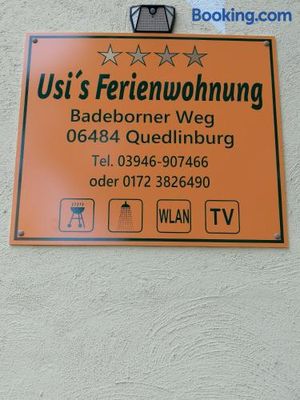 Booking.com
Usi´s Ferienwohnung
Badeborner Weg
06484 Quedlinburg
Tel. 03946-907466
oder 0172 3826490
WLAN TV